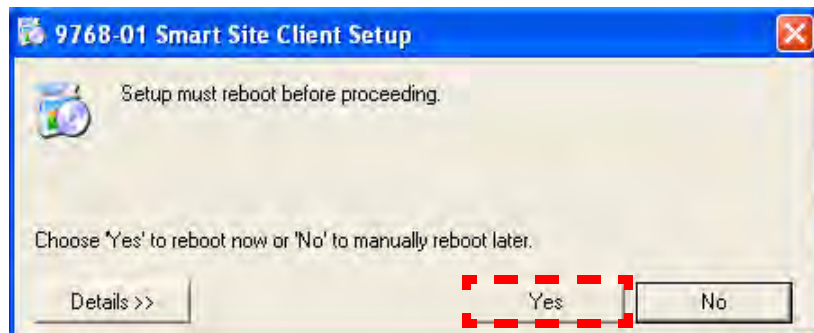 9768-01 Smart Site Client Setup
Setup must reboot before proceeding.
Choose 'Yes' to reboot now or 'No' to manually reboot later.
Details >> Yes No